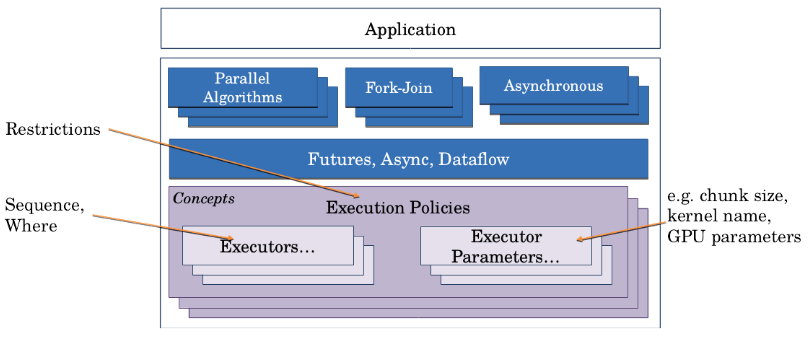 Application
Parallel
Algorithms
Fork-Join
Asynchronous
Restrictions
Futures, Async, Dataflow
Concepts
Execution Policies
Sequence,
Where
Executors…
Executor
Parameters…
e.g. chunk size,
kernel name,
GPU parameters